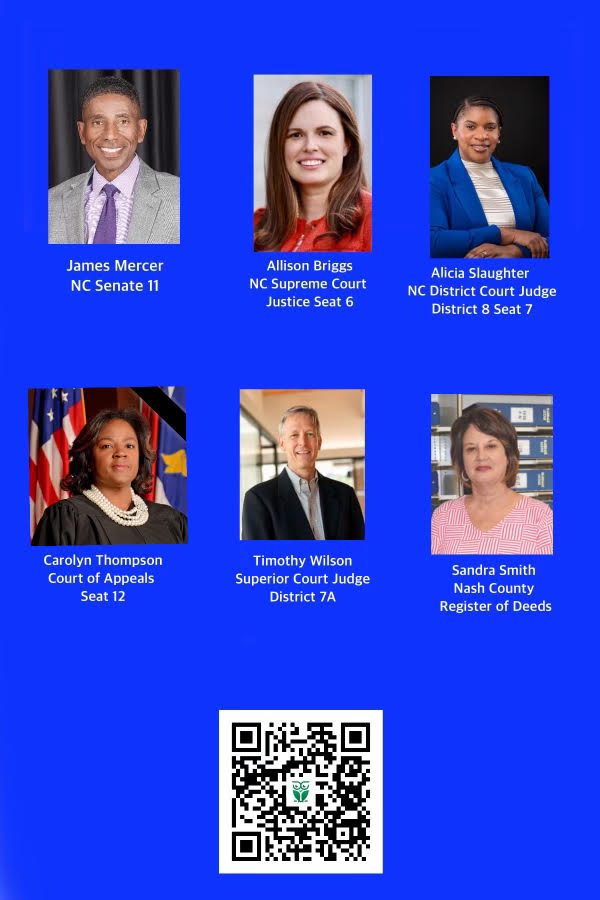 James Mercer
NC Senate 11
Allison Briggs
NC Supreme Court
Justice Seat 6
Alicia Slaughter
NC District Court Judge
District 8 Seat 7
Carolyn Thompson
Court of Appeals
Seat 12
Timothy Wilson
Superior Court Judge
District 7A
Sandra Smith
Nash County
Register of Deeds